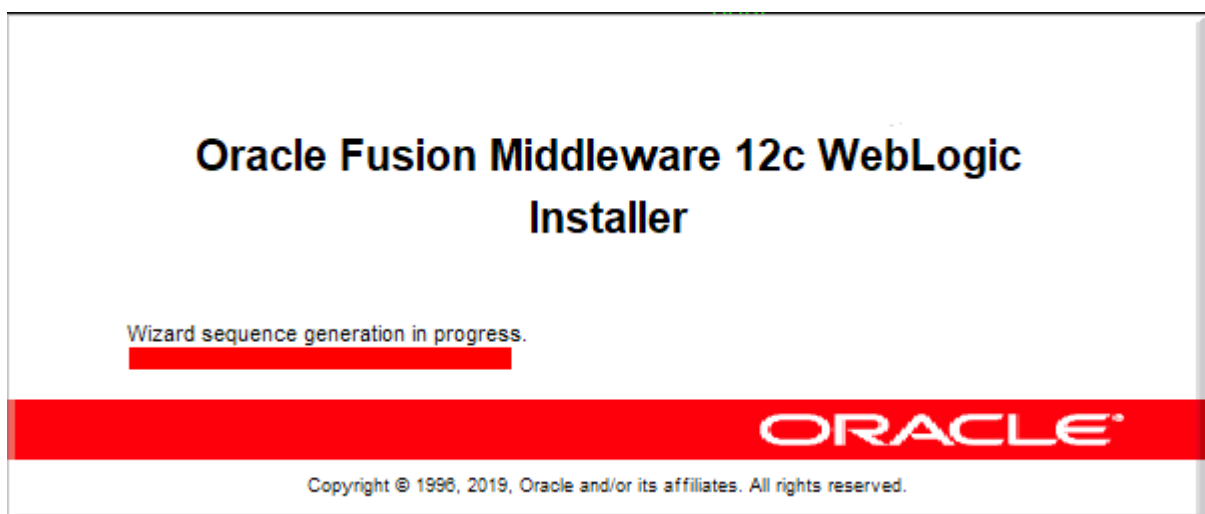 Oracle Fusion Middleware 12c WebLogic
Installer
Wizard sequence generation in progress.
ORACLE
Copyright © 1996, 2019, Oracle and/or its affiliates. All rights reserved.